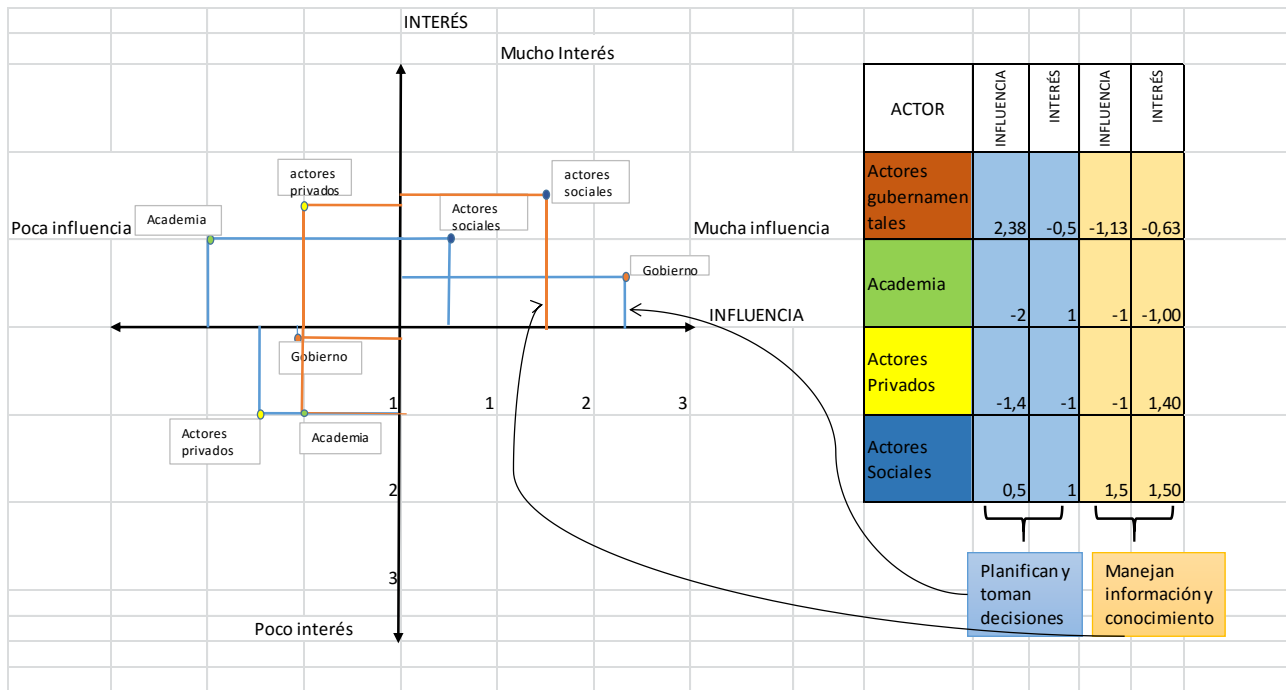 INTERÉS
Mucho Interés
actores
privados
actores
sociales
Academia
Actores
sociales
Poca influencia
Mucha influencia
Gobierno
INFLUENCIA
Gobierno
1
1
2
3
Actores
privados
Academia
2
3
Poco interés
ACTOR
INFLUENCIA
INTERÉS
INFLUENCIA
INTERÉS
Actores
gubernamen
tales
2,38
-0,5
-1,13
-0,63
Academia
-2
1
-1
-1,00
Actores
Privados
-1,4
-1
-1
1,40
Actores
Sociales
0,5
1
1,5
1,50
Planifican y
toman
decisiones
Manejan
información y
conocimiento